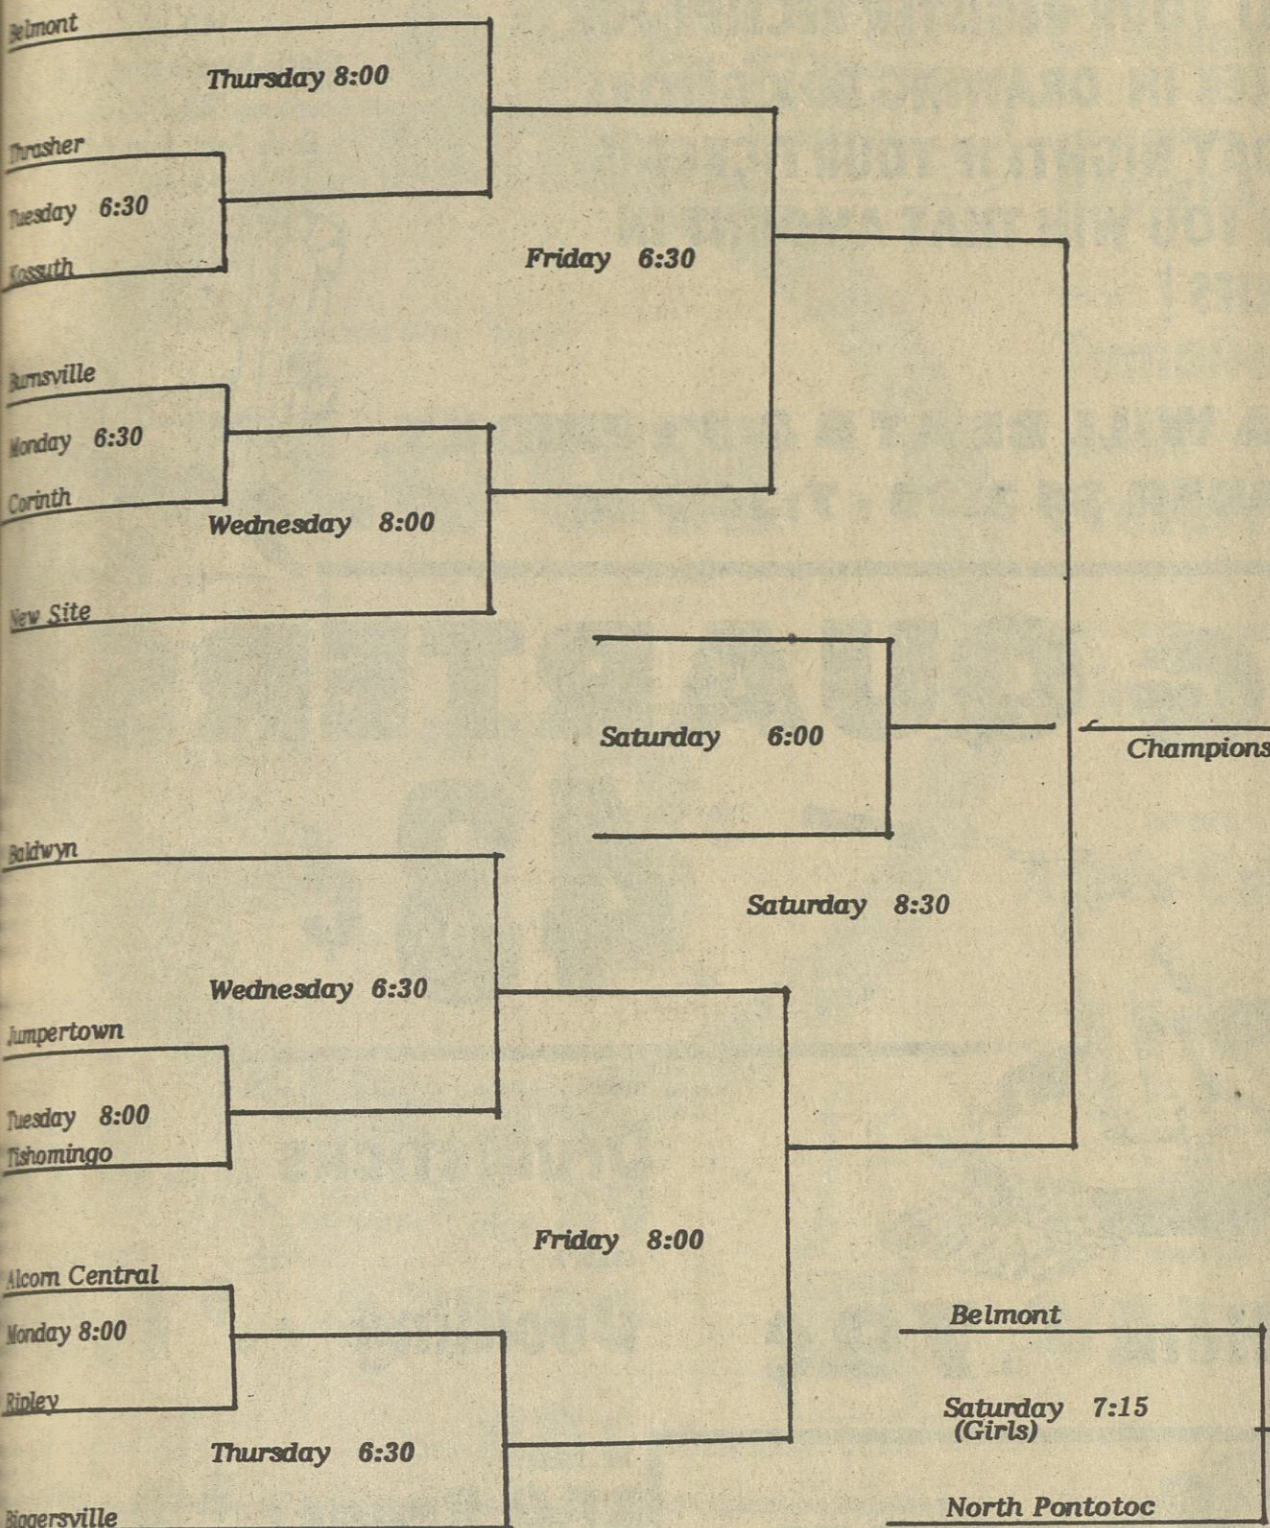 Belmont
Thursday 8:00
Thrasher
Tuesday 6:30
Kossuth
Friday 6:30
Burnsville
Monday 6:30
Corinth
Wednesday 8:00
New Site
Saturday 6:00
Champions
Baldwyn
Saturday 8:30
Wednesday 6:30
Jumpertown
Tuesday 8:00
Tishomingo
Friday 8:00
Alcorn Central
Monday 8:00
Ripley
Thursday 6:30
Biggersville
Belmont
Saturday 7:15
(Girls)
North Pontotoc